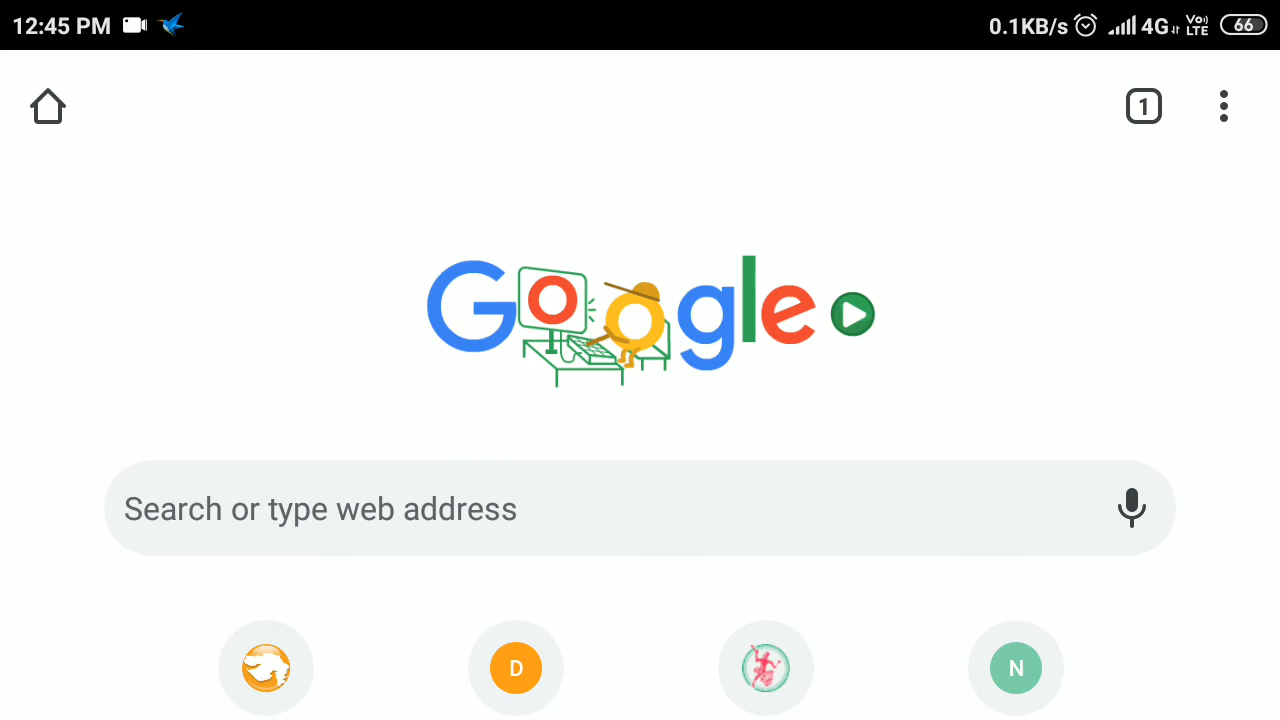 12:45 PM 0.1KB/s 4G Vo) LTE 66
1
Google
Search or type web address
D N